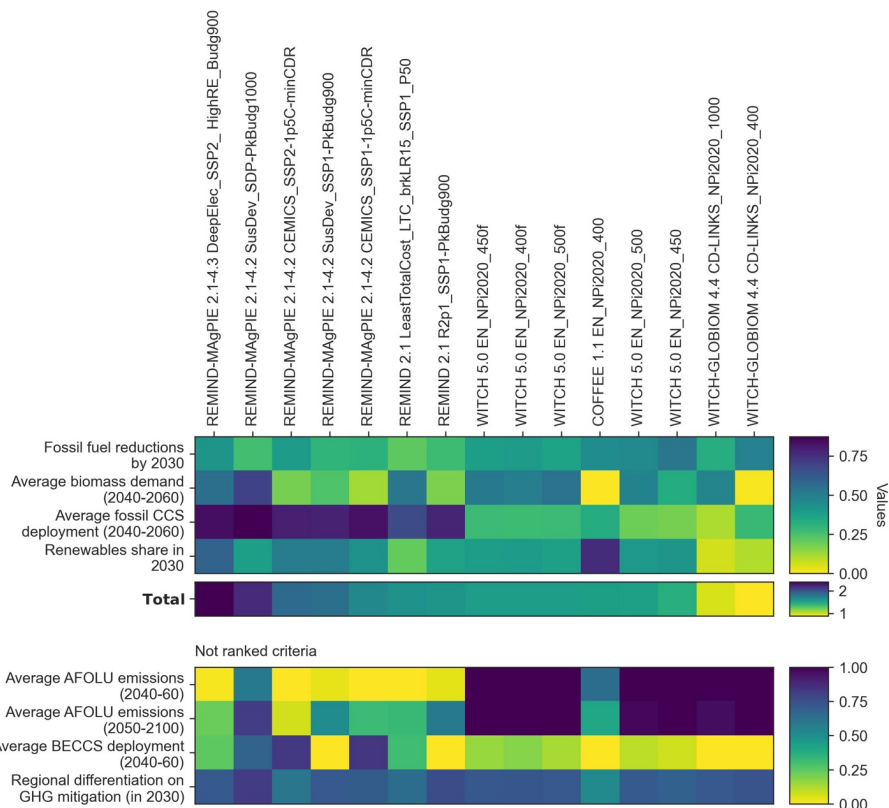 REMIND-MAgPIE 2.1-4.3 DeepElec_SSP2_ HighRE_Budg900
REMIND-MAgPIE 2.1-4.2 SusDev_SDP-PkBudg1000
REMIND-MAgPIE 2.1-4.2 CEMICS_SSP2-1p5C-minCDR
REMIND-MAgPIE 2.1-4.2 SusDev_SSP1-PkBudg900
REMIND-MAgPIE 2.1-4.2 CEMICS_SSP1-1p5C-minCDR
REMIND 2.1 LeastTotalCost_LTC_brkLR15_SSP1_P50
REMIND 2.1 R2p1_SSP1-PkBudg900
WITCH 5.0 EN_NPi2020_450f
WITCH 5.0 EN_NPi2020_400f
WITCH 5.0 EN_NPi2020_500f
COFFEE 1.1 EN_NPi2020_400
WITCH 5.0 EN_NPi2020_500
WITCH 5.0 EN_NPi2020_450
WITCH-GLOBIOM 4.4 CD-LINKS_NPi2020_1000
WITCH-GLOBIOM 4.4 CD-LINKS_NPi2020_400
Fossil fuel reductions
by 2030
Average biomass demand
(2040-2060)
Average fossil CCS
deployment (2040-2060)
Renewables share in
2030
0.75
0.50
0.25
0.00
Values
Total
2
1
Not ranked criteria
Average AFOLU emissions
(2040-60)
Average AFOLU emissions
(2050-2100)
verage BECCS deployment
(2040-60)
Regional differentiation on
GHG mitigation (in 2030)
1.00
0.75
0.50
0.25
0.00